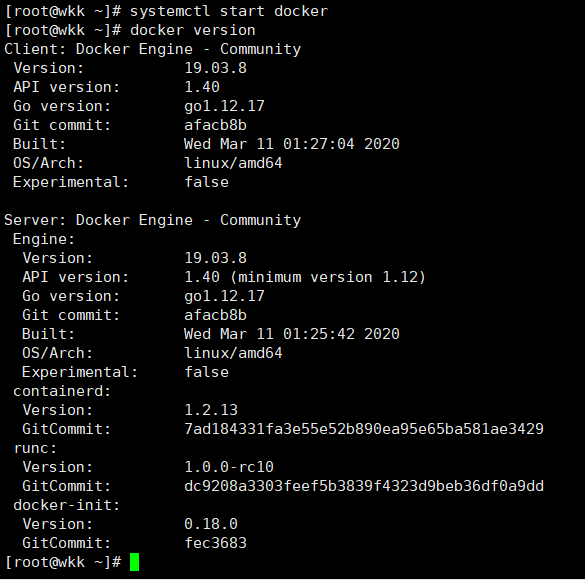 [root@wkk ~]# systemctl start docker
[root@wkk ~]# docker version
Client: Docker Engine - Community
 Version:           19.03.8
 API version:       1.40
 Go version:        go1.12.17
 Git commit:        afacb8b
 Built:             Wed Mar 11 01:27:04 2020
 OS/Arch:           linux/amd64
 Experimental:      false

Server: Docker Engine - Community
 Engine:
  Version:          19.03.8
  API version:      1.40 (minimum version 1.12)
  Go version:       go1.12.17
  Git commit:       afacb8b
  Built:            Wed Mar 11 01:25:42 2020
  OS/Arch:          linux/amd64
  Experimental:     false
 containerd:
  Version:          1.2.13
  GitCommit:        7ad184331fa3e55e52b890ea95e65ba581ae3429
 runc:
  Version:          1.0.0-rc10
  GitCommit:        dc9208a3303feef5b3839f4323d9beb36df0a9dd
 docker-init:
  Version:          0.18.0
  GitCommit:        fec3683
[root@wkk ~]#